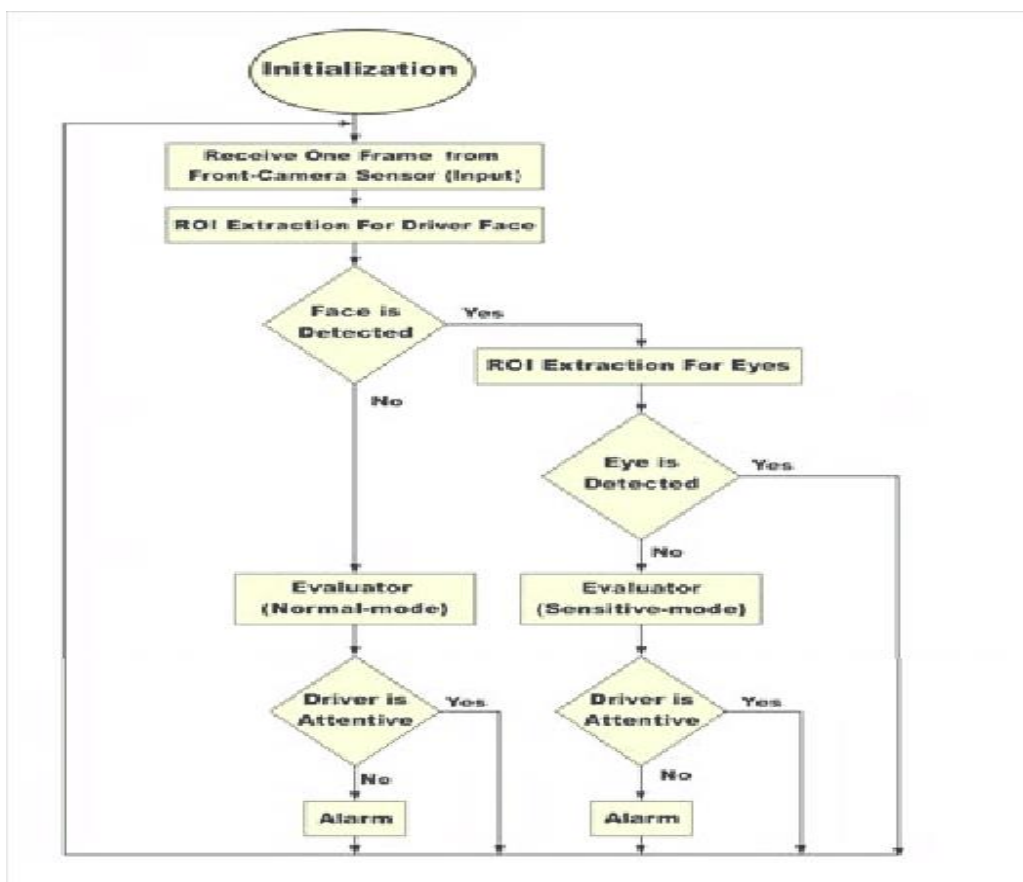 Initialization
Receive One Frame from
Front-Camera Sensor (Input)
ROI Extraction For Driver Face
Face is
Detected
Yes
No
ROI Extraction For Eyes
Eye is
Detected
Yes
No
Evaluator
(Normal-mode)
Evaluator
(Sensitive-mode)
Driver is
Attentive
Yes
No
Driver is
Attentive
Yes
No
Alarm
Alarm